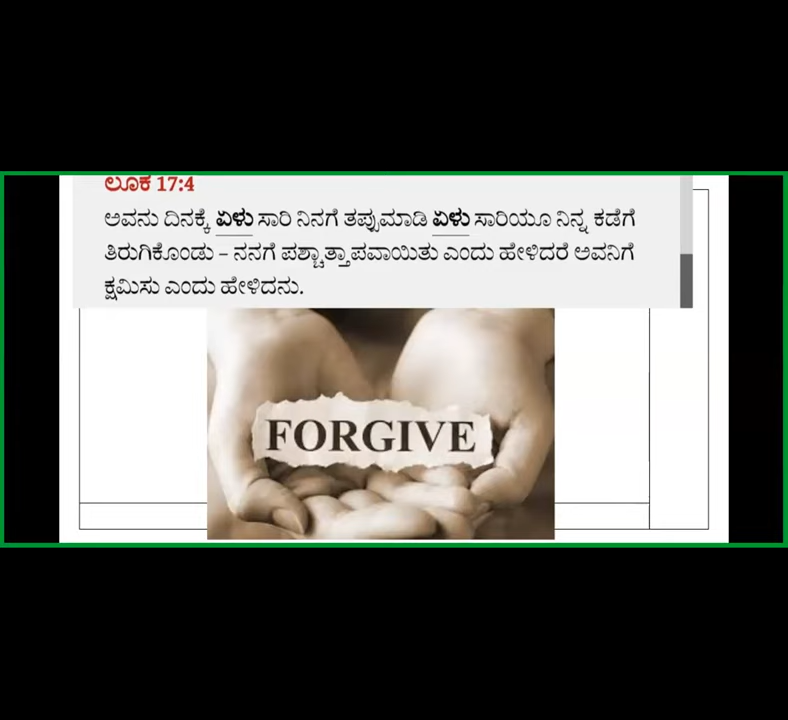 ಲೂಕ 17:4
ಅವನು ದಿನಕ್ಕೆ ಏಳು ಸಾರಿ ನಿನಗೆ ತಪ್ಪುಮಾಡಿ ಏಳು ಸಾರಿಯೂ ನಿನ್ನ ಕಡೆಗೆ
ತಿರುಗಿಕೊಂಡು – ನನಗೆ ಪಶ್ಚಾತ್ತಾಪವಾಯಿತು ಎಂದು ಹೇಳಿದರೆ ಅವನಿಗೆ
ಕ್ಷಮಿಸು ಎಂದು ಹೇಳಿದನು.
FORGIVE